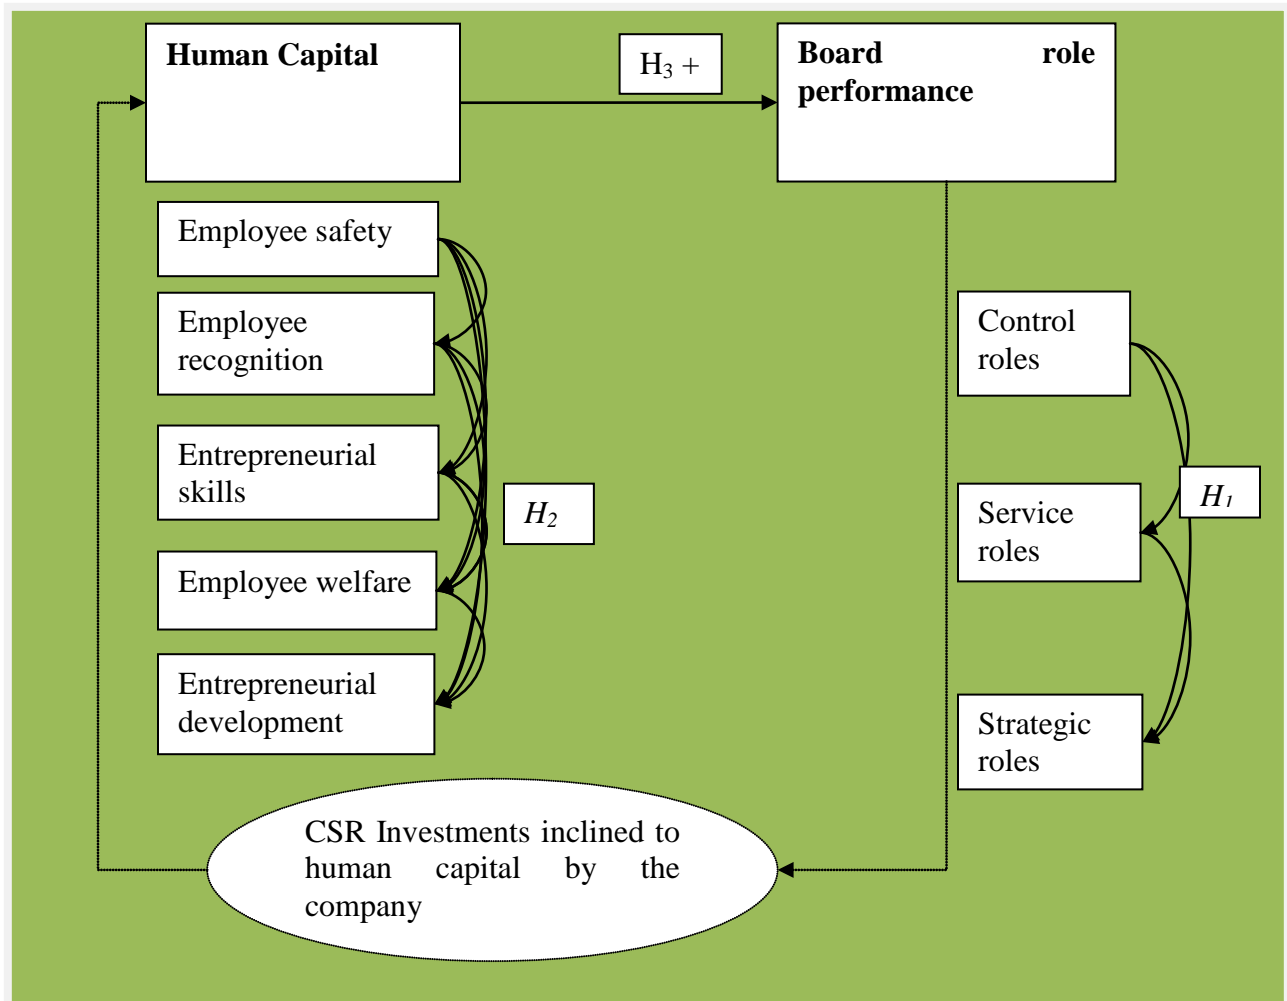 Human Capital
H₃ +
Board role
performance
Employee safety
Employee
recognition
Entrepreneurial
skills
Employee welfare
Entrepreneurial
development
H₂
Control
roles
Service
roles
Strategic
roles
H₁
CSR Investments inclined to
human capital by the
company